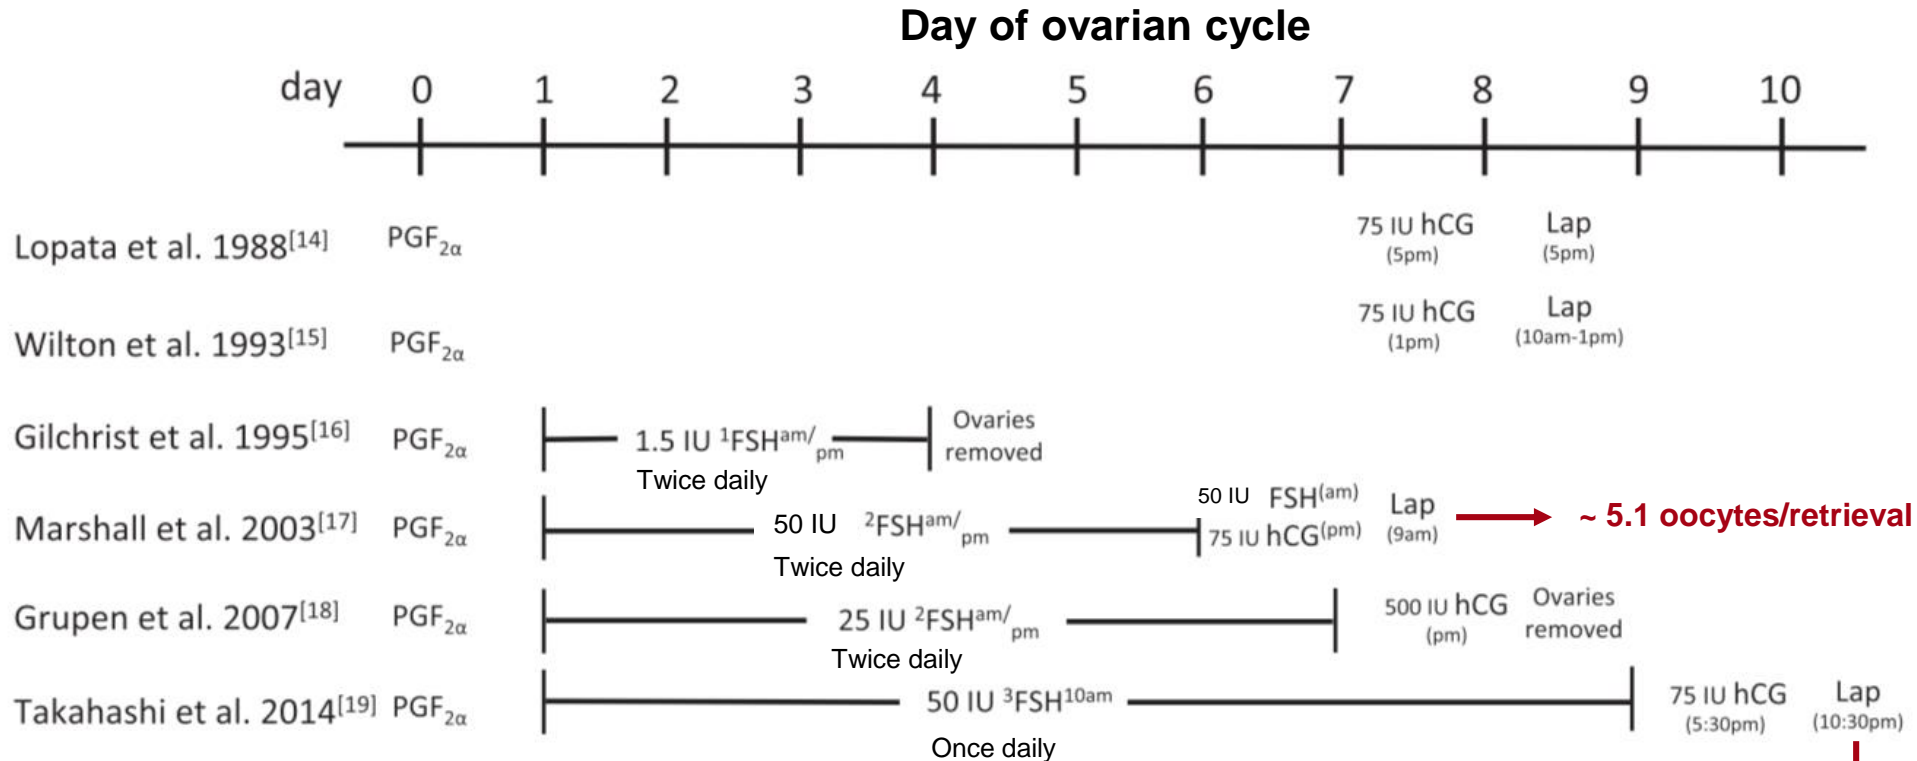 Day of ovarian cycle
day 0 1 2 3 4 5 6 7 8 9 10
Lopata et al. 1988[14] PGF2α 75 IU hCG Lap
(5pm) (5pm)
Wilton et al. 1993[15] PGF2α 75 IU hCG Lap
(1pm) (10am-1pm)
Gilchrist et al. 1995[16] PGF2α 1.5 IU ¹FSHam/pm Ovaries removed
Twice daily
Marshall et al. 2003[17] PGF2α 50 IU ²FSHam/pm 50 IU FSH(am) Lap ~ 5.1 oocytes/retrieval
75 IU hCG(pm) (9am)
Twice daily
Grupen et al. 2007[18] PGF2α 25 IU ²FSHam/pm 500 IU hCG Ovaries
(pm) removed
Twice daily
Takahashi et al. 2014[19] PGF2α 50 IU ³FSH10am 75 IU hCG Lap
(5:30pm) (10:30pm)
Once daily